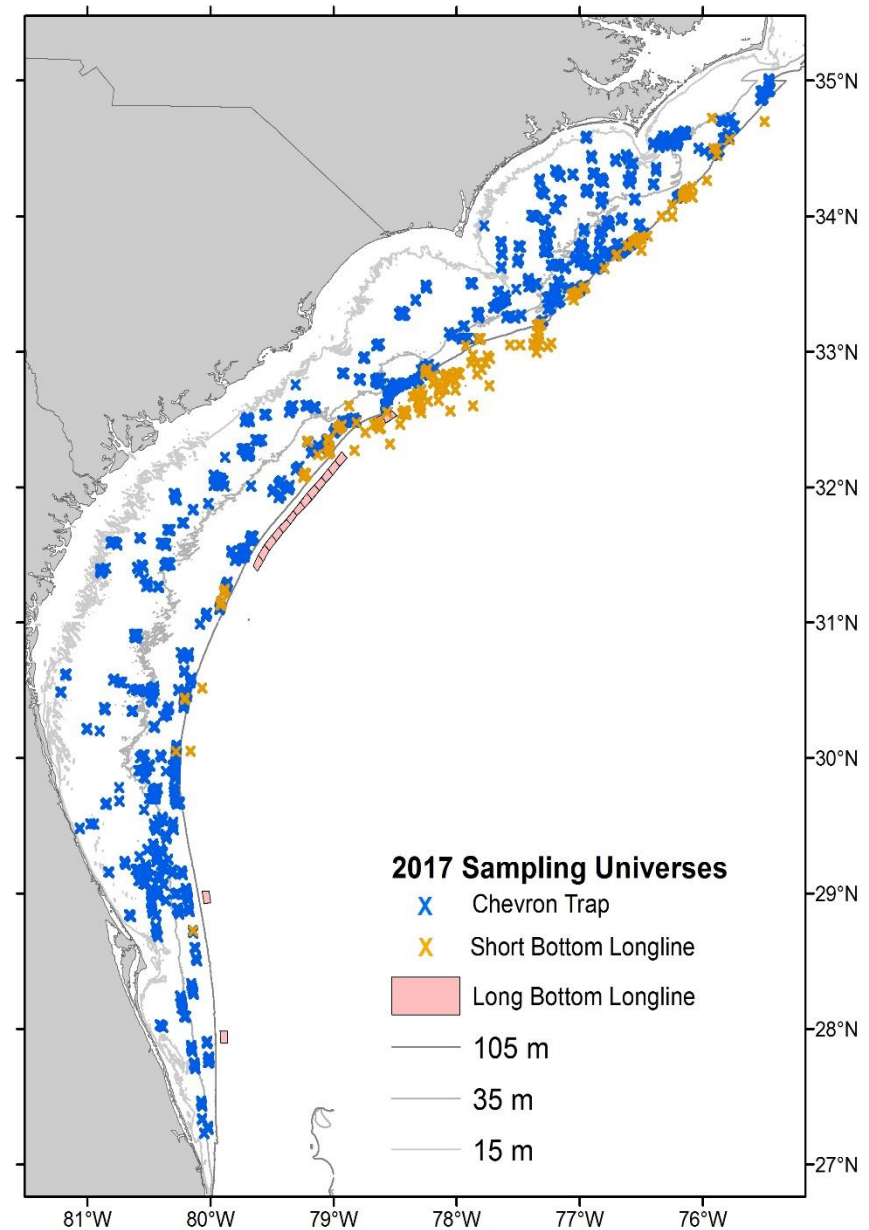 35°N
34°N
33°N
32°N
31°N
30°N
2017 Sampling Universes
Chevron Trap
29°N
Short Bottom Longline
Long Bottom Longline
28°N
105 m
35 m
15 m
27°N
81°W 80°W 79°W 78°W 77°W 76°W